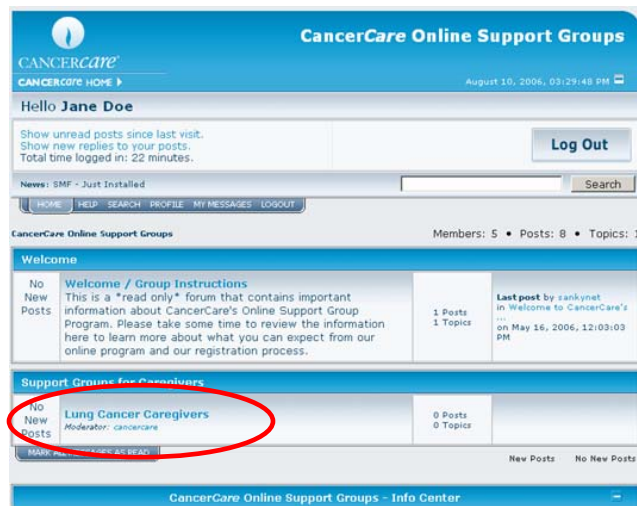 CancerCare Online Support Groups
CANCERcare®
CANCERcare HOME
August 10, 2006, 03:29:48 PM
Hello Jane Doe
Show unread posts since last visit.
Show new replies to your posts.
Total time logged in: 22 minutes.
Log Out
News: SMF - Just Installed
Search
HOME HELP SEARCH PROFILE MY MESSAGES LOGOUT
CancerCare Online Support Groups
Members: 5 • Posts: 8 • Topics: 1
Welcome
No
New
Posts
Welcome / Group Instructions
This is a *read only* forum that contains important
information about CancerCare's Online Support Group
Program. Please take some time to review the information
here to learn more about what you can expect from our
online program and our registration process.
1 Posts
1 Topics
Last post by sankynet
in Welcome to CancerCare's
...
on May 16, 2006, 12:03:03
PM
Support Groups for Caregivers
No
New
Posts
Lung Cancer Caregivers
Moderator: cancercare
0 Posts
0 Topics
MARK ALL MESSAGES AS READ
New Posts No New Posts
CancerCare Online Support Groups - Info Center